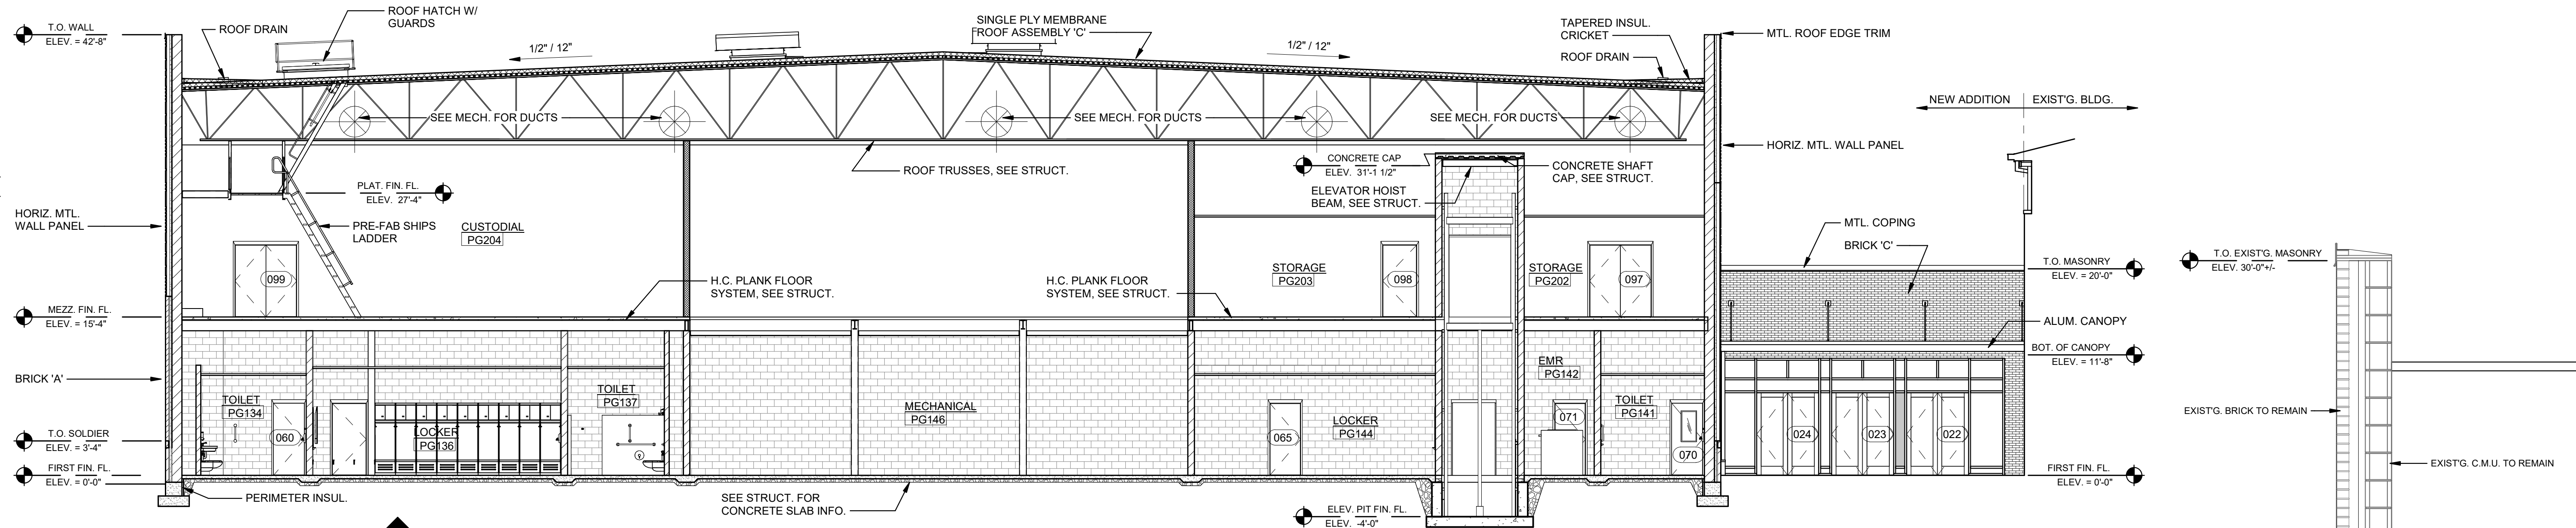 T.O. WALL
ELEV. = 42'-8"
ROOF DRAIN
ROOF HATCH W/
GUARDS
1/2" / 12"
SINGLE PLY MEMBRANE
ROOF ASSEMBLY 'C'
1/2" / 12"
TAPERED INSUL.
CRICKET
ROOF DRAIN
MTL. ROOF EDGE TRIM
NEW ADDITION
EXIST'G. BLDG.
SEE MECH. FOR DUCTS
SEE MECH. FOR DUCTS
SEE MECH. FOR DUCTS
HORIZ. MTL. WALL PANEL
ROOF TRUSSES, SEE STRUCT.
CONCRETE CAP
ELEV. 31'-1 1/2"
CONCRETE SHAFT
CAP, SEE STRUCT.
ELEVATOR HOIST
BEAM, SEE STRUCT.
PLAT. FIN. FL.
ELEV. 27'-4"
HORIZ. MTL.
WALL PANEL
PRE-FAB SHIPS
LADDER
CUSTODIAL
PG204
MTL. COPING
BRICK 'C'
T.O. MASONRY
ELEV. = 20'-0"
T.O. EXIST'G. MASONRY
ELEV. 30'-0"+/-
099
H.C. PLANK FLOOR
SYSTEM, SEE STRUCT.
H.C. PLANK FLOOR
SYSTEM, SEE STRUCT.
STORAGE
PG203
098
STORAGE
PG202
097
MEZZ. FIN. FL.
ELEV. = 15'-4"
ALUM. CANOPY
BOT. OF CANOPY
ELEV. = 11'-8"
BRICK 'A'
TOILET
PG134
060
LOCKER
PG136
TOILET
PG137
MECHANICAL
PG146
065
LOCKER
PG144
EMR
PG142
071
TOILET
PG141
070
024
023
022
EXIST'G. BRICK TO REMAIN
T.O. SOLDIER
ELEV. = 3'-4"
FIRST FIN. FL.
ELEV. = 0'-0"
FIRST FIN. FL.
ELEV. = 0'-0"
EXIST'G. C.M.U. TO REMAIN
PERIMETER INSUL.
SEE STRUCT. FOR
CONCRETE SLAB INFO.
ELEV. PIT FIN. FL.
ELEV. -4'-0"